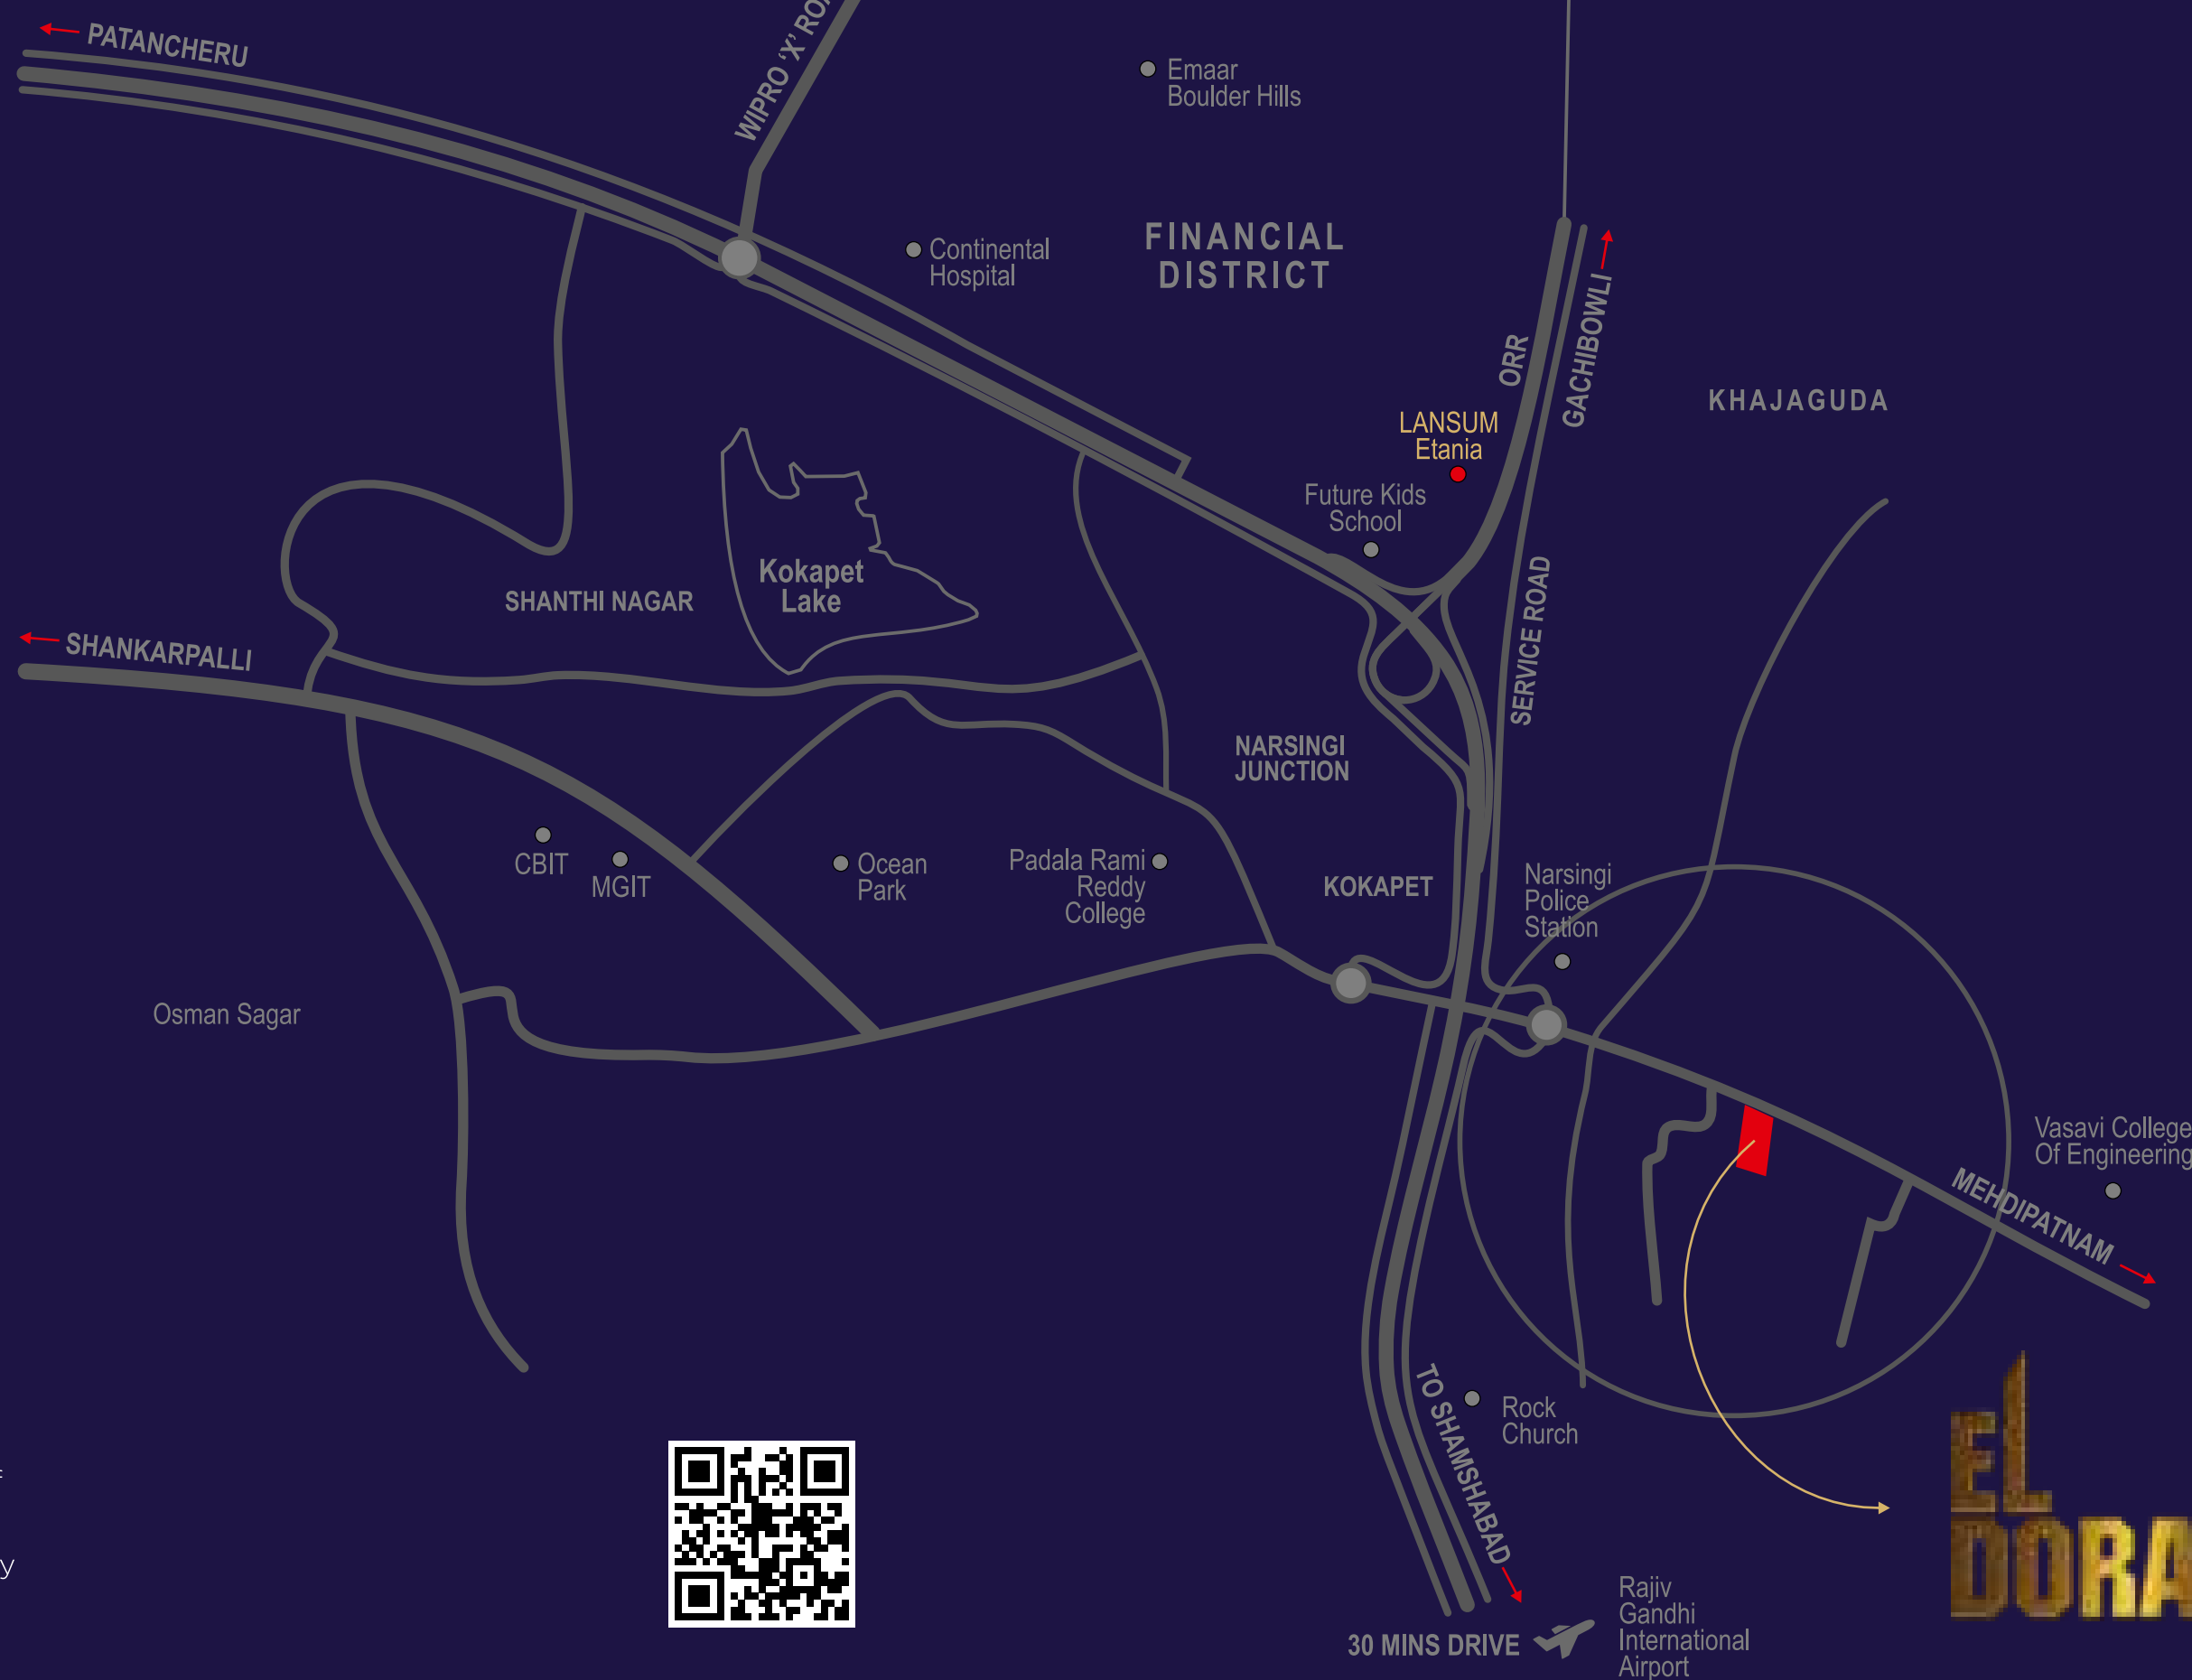 PATANCHERU
WIPRO ‘X’
Emaar
Boulder Hills
Continental
Hospital
FINANCIAL
DISTRICT
ORR
GACHIBOWLI
KHAJAGUDA
LANSUM
Etania
Future Kids
School
Kokapet
Lake
SHANTHI NAGAR
SHANKARPALLI
SERVICE ROAD
NARSINGI
JUNCTION
CBIT
MGIT
Ocean
Park
Padala Rami
Reddy
College
KOKAPET
Narsingi
Police
Station
Osman Sagar
Vasavi College
Of Engineering
MEHDIPATNAM
TO SHAMSHABAD
Rock
Church
EL
DORA
y
30 MINS DRIVE
Rajiv
Gandhi
International
Airport